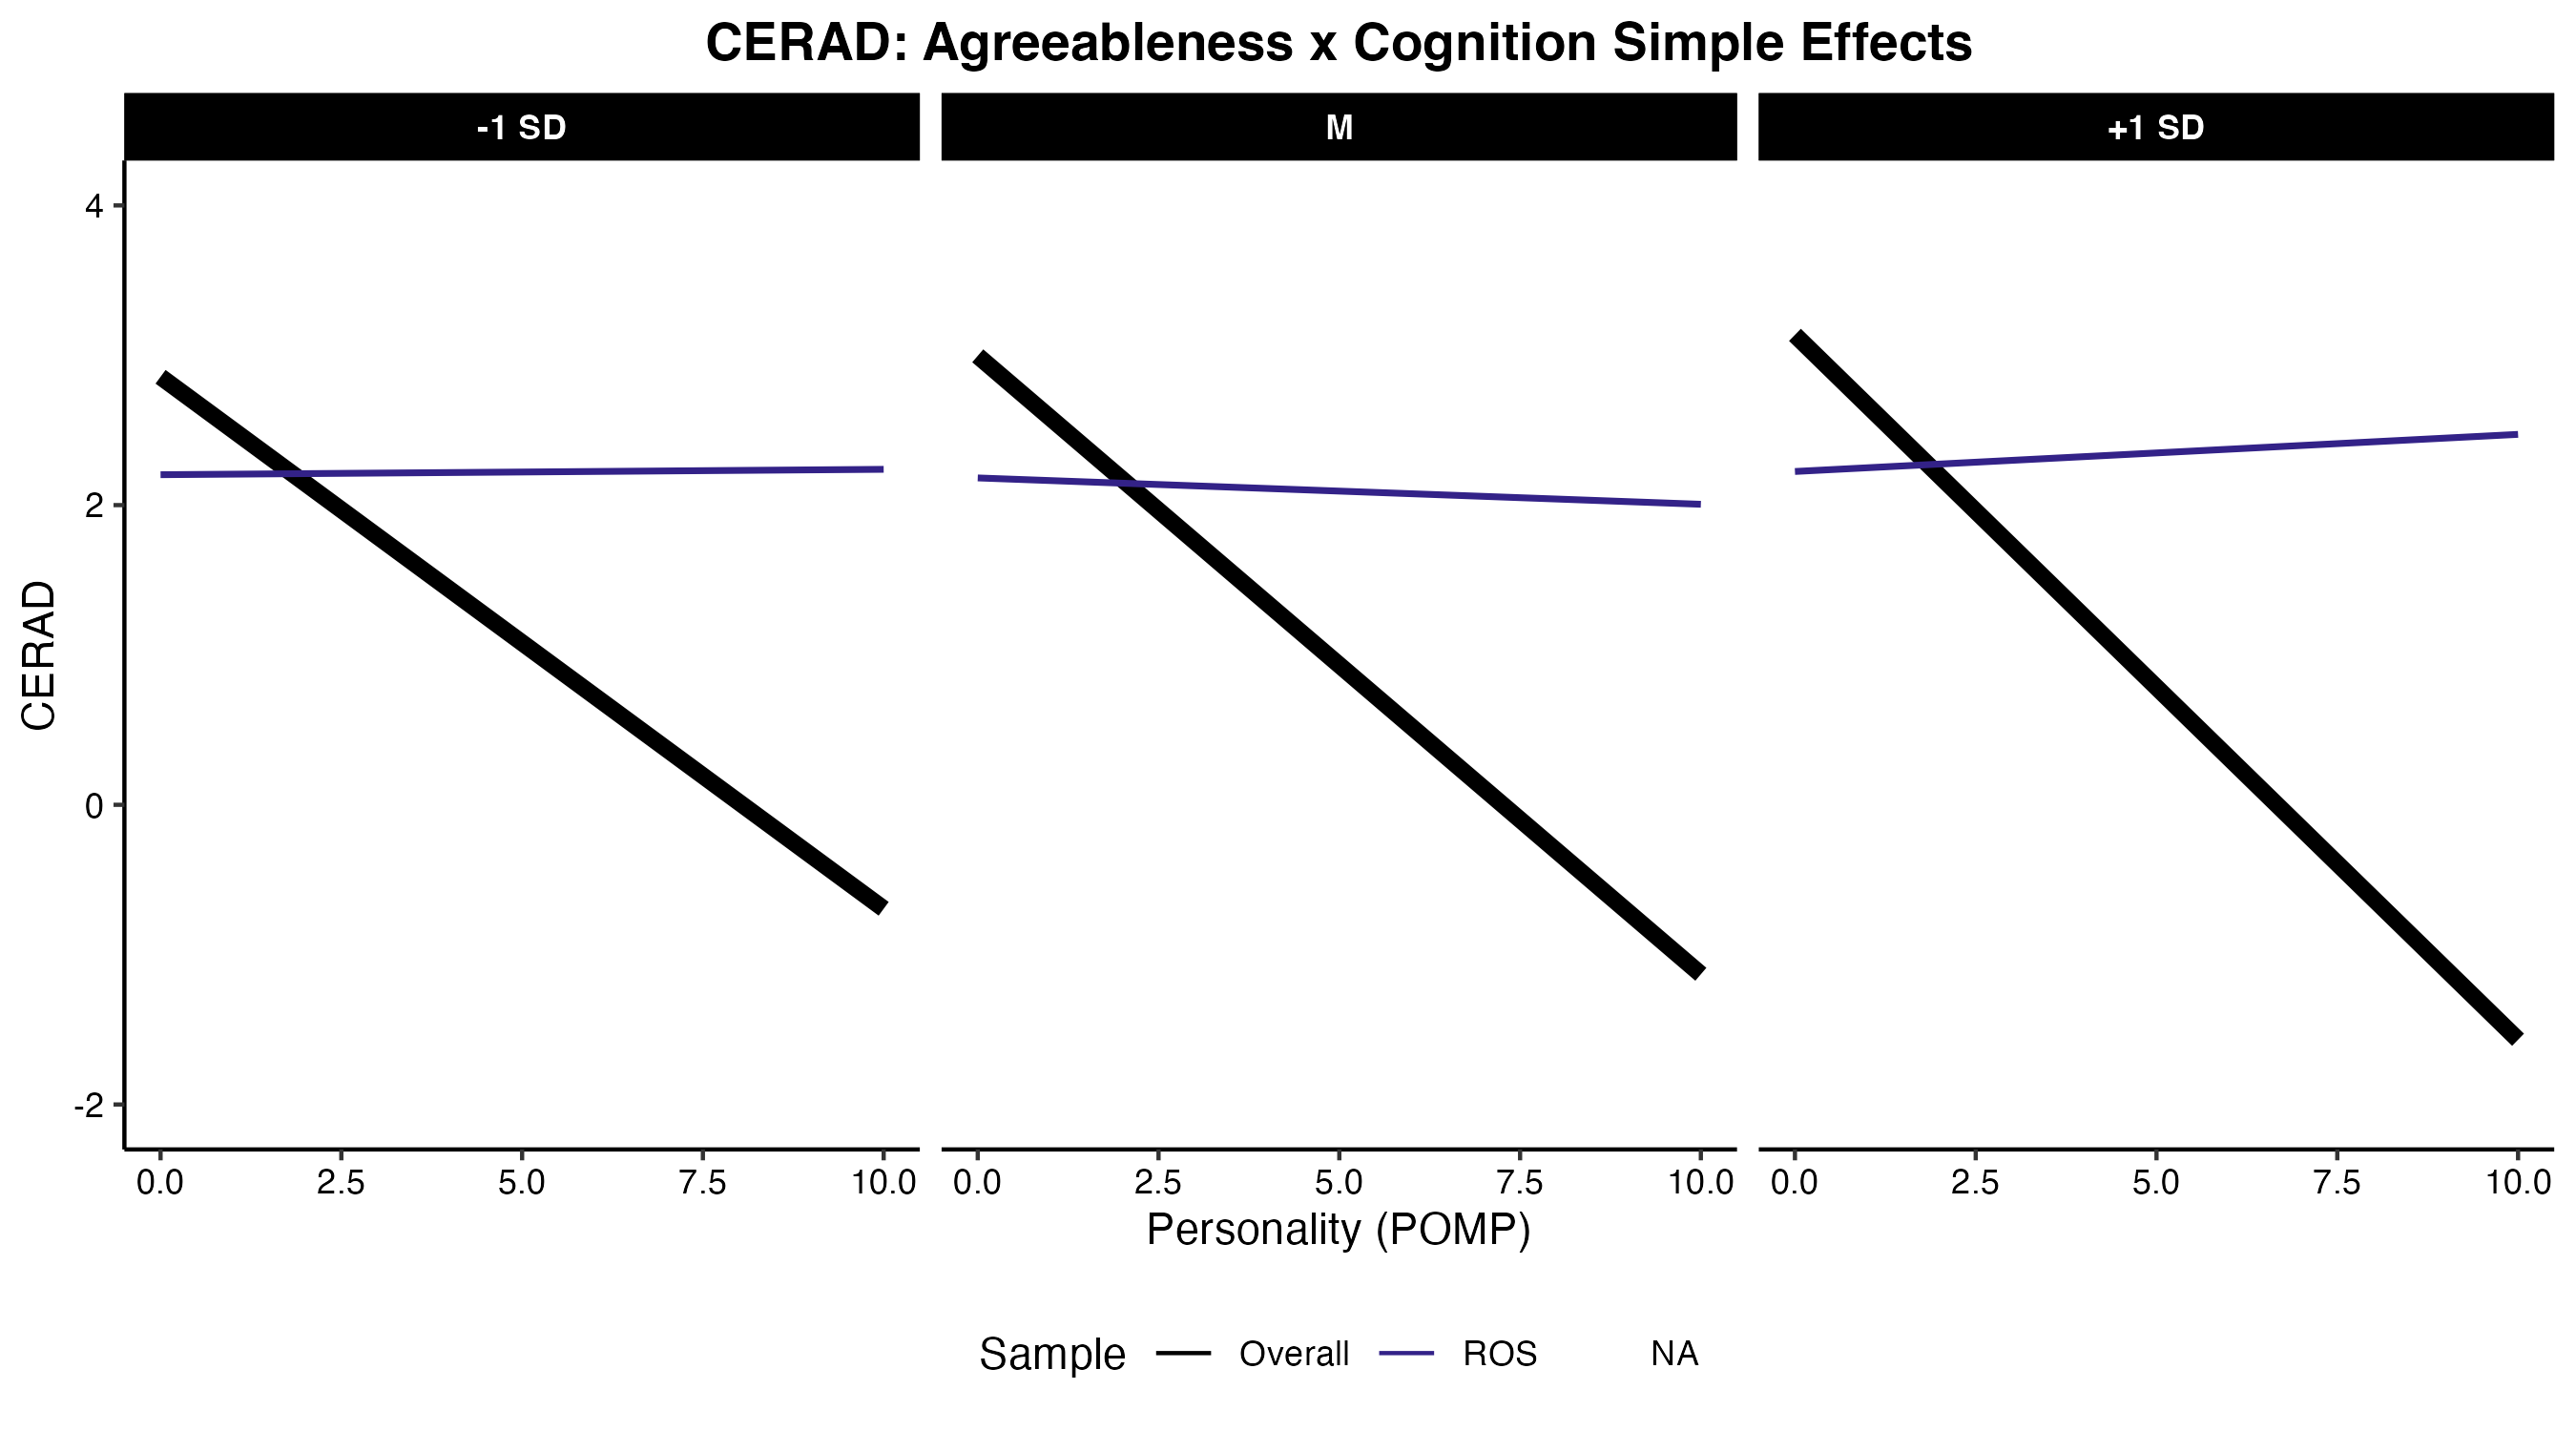 CERAD: Agreeableness x Cognition Simple Effects
-1 SD M +1 SD
4
2
0
-2
CERAD
0.0 2.5 5.0 7.5 10.0 0.0 2.5 5.0 7.5 10.0 0.0 2.5 5.0 7.5 10.0
Personality (POMP)
Sample Overall ROS NA